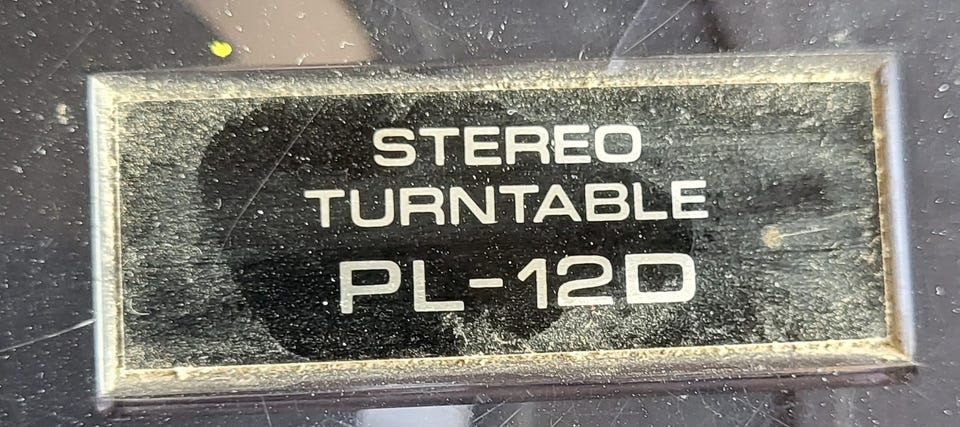 STEREO
TURNTABLE
PL-12D